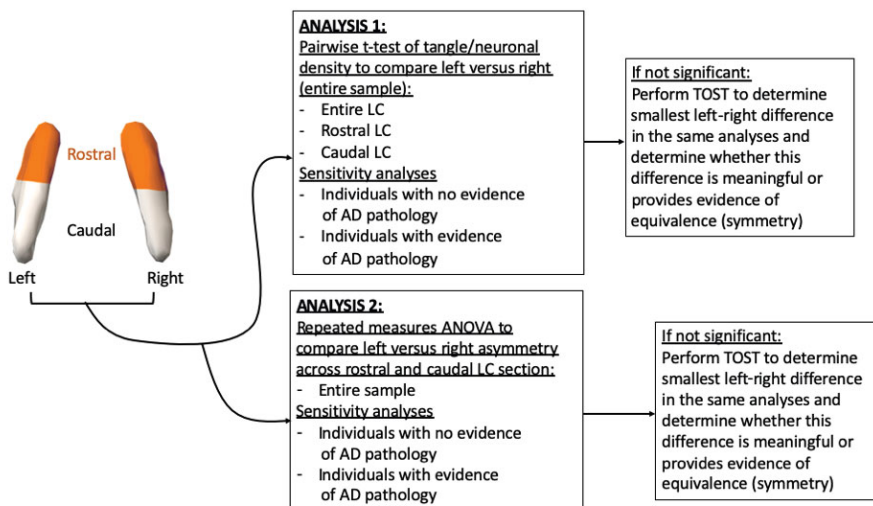 Rostral
Caudal
Left
Right
ANALYSIS 1:
Pairwise t-test of tangle/neuronal
density to compare left versus right
(entire sample):
- Entire LC
- Rostral LC
- Caudal LC
Sensitivity analyses
- Individuals with no evidence
of AD pathology
- Individuals with evidence
of AD pathology
If not significant:
Perform TOST to determine
smallest left-right difference
in the same analyses and
determine whether this
difference is meaningful or
provides evidence of
equivalence (symmetry)
ANALYSIS 2:
Repeated measures ANOVA to
compare left versus right asymmetry
across rostral and caudal LC section:
- Entire sample
Sensitivity analyses
- Individuals with no evidence
of AD pathology
- Individuals with evidence
of AD pathology
If not significant:
Perform TOST to determine
smallest left-right difference
in the same analyses and
determine whether this
difference is meaningful or
provides evidence of
equivalence (symmetry)